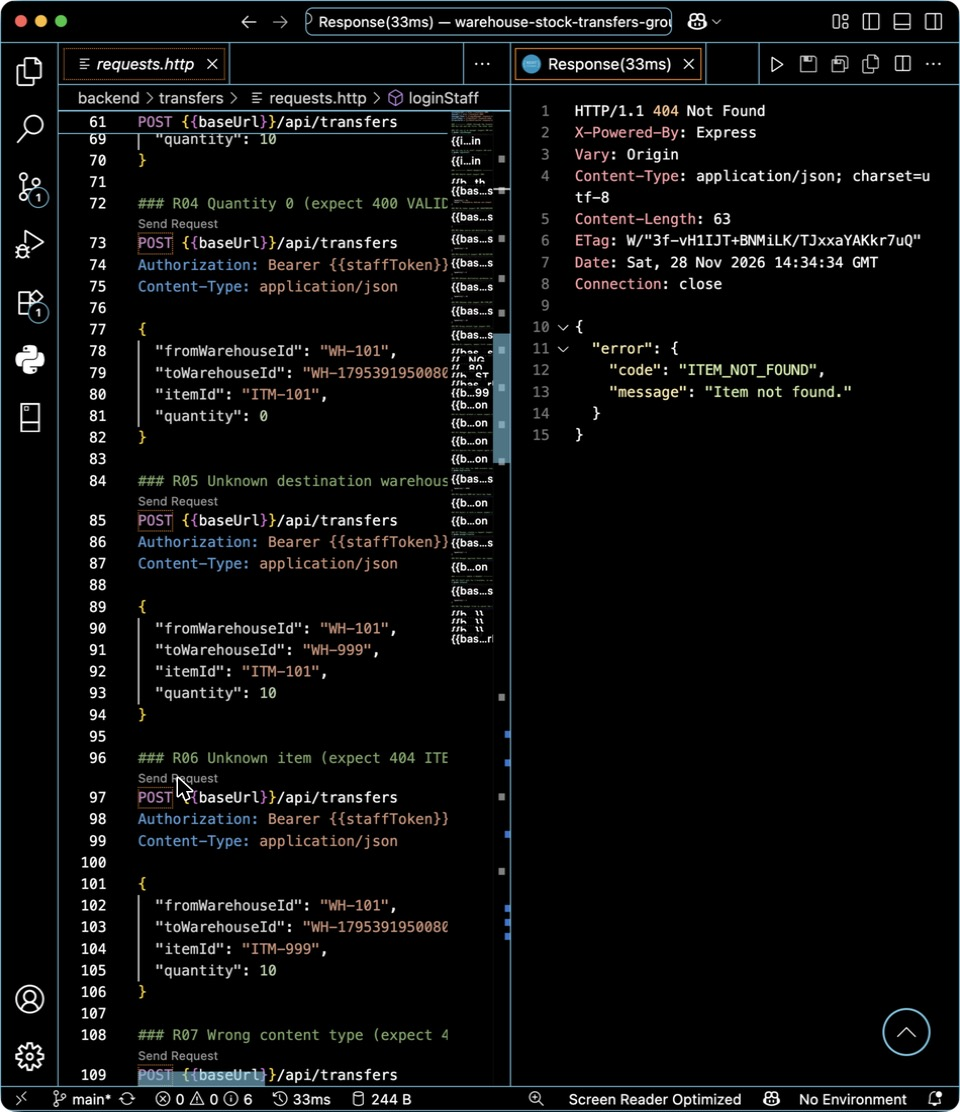 Response(33ms) — warehouse-stock-transfers-grou
requests.http
Response(33ms)
backend > transfers > requests.http > loginStaff
61 POST {{baseUrl}}/api/transfers
69 "quantity": 10
70 }
71
72 ### R04 Quantity 0 (expect 400 VALID
Send Request
73 POST {{baseUrl}}/api/transfers
74 Authorization: Bearer {{staffToken}}
75 Content-Type: application/json
76
77 {
78 "fromWarehouseId": "WH-101",
79 "toWarehouseId": "WH-1795391950080
80 "itemId": "ITM-101",
81 "quantity": 0
82 }
83
84 ### R05 Unknown destination warehous
Send Request
85 POST {{baseUrl}}/api/transfers
86 Authorization: Bearer {{staffToken}}
87 Content-Type: application/json
88
89 {
90 "fromWarehouseId": "WH-101",
91 "toWarehouseId": "WH-999",
92 "itemId": "ITM-101",
93 "quantity": 10
94 }
95
96 ### R06 Unknown item (expect 404 ITE
Send Request
97 POST {{baseUrl}}/api/transfers
98 Authorization: Bearer {{staffToken}}
99 Content-Type: application/json
100
101 {
102 "fromWarehouseId": "WH-101",
103 "toWarehouseId": "WH-1795391950080
104 "itemId": "ITM-999",
105 "quantity": 10
106 }
107
108 ### R07 Wrong content type (expect 4
Send Request
109 POST {{baseUrl}}/api/transfers
1 HTTP/1.1 404 Not Found
2 X-Powered-By: Express
3 Vary: Origin
4 Content-Type: application/json; charset=u
tf-8
5 Content-Length: 63
6 ETag: W/"3f-vH1IJT+BNMiLK/TJxxaYAKkr7uQ"
7 Date: Sat, 28 Nov 2026 14:34:34 GMT
8 Connection: close
9
10 {
11 "error": {
12 "code": "ITEM_NOT_FOUND",
13 "message": "Item not found."
14 }
15 }
1
1
main* 0 0 6 33ms 244 B Screen Reader Optimized No Environment